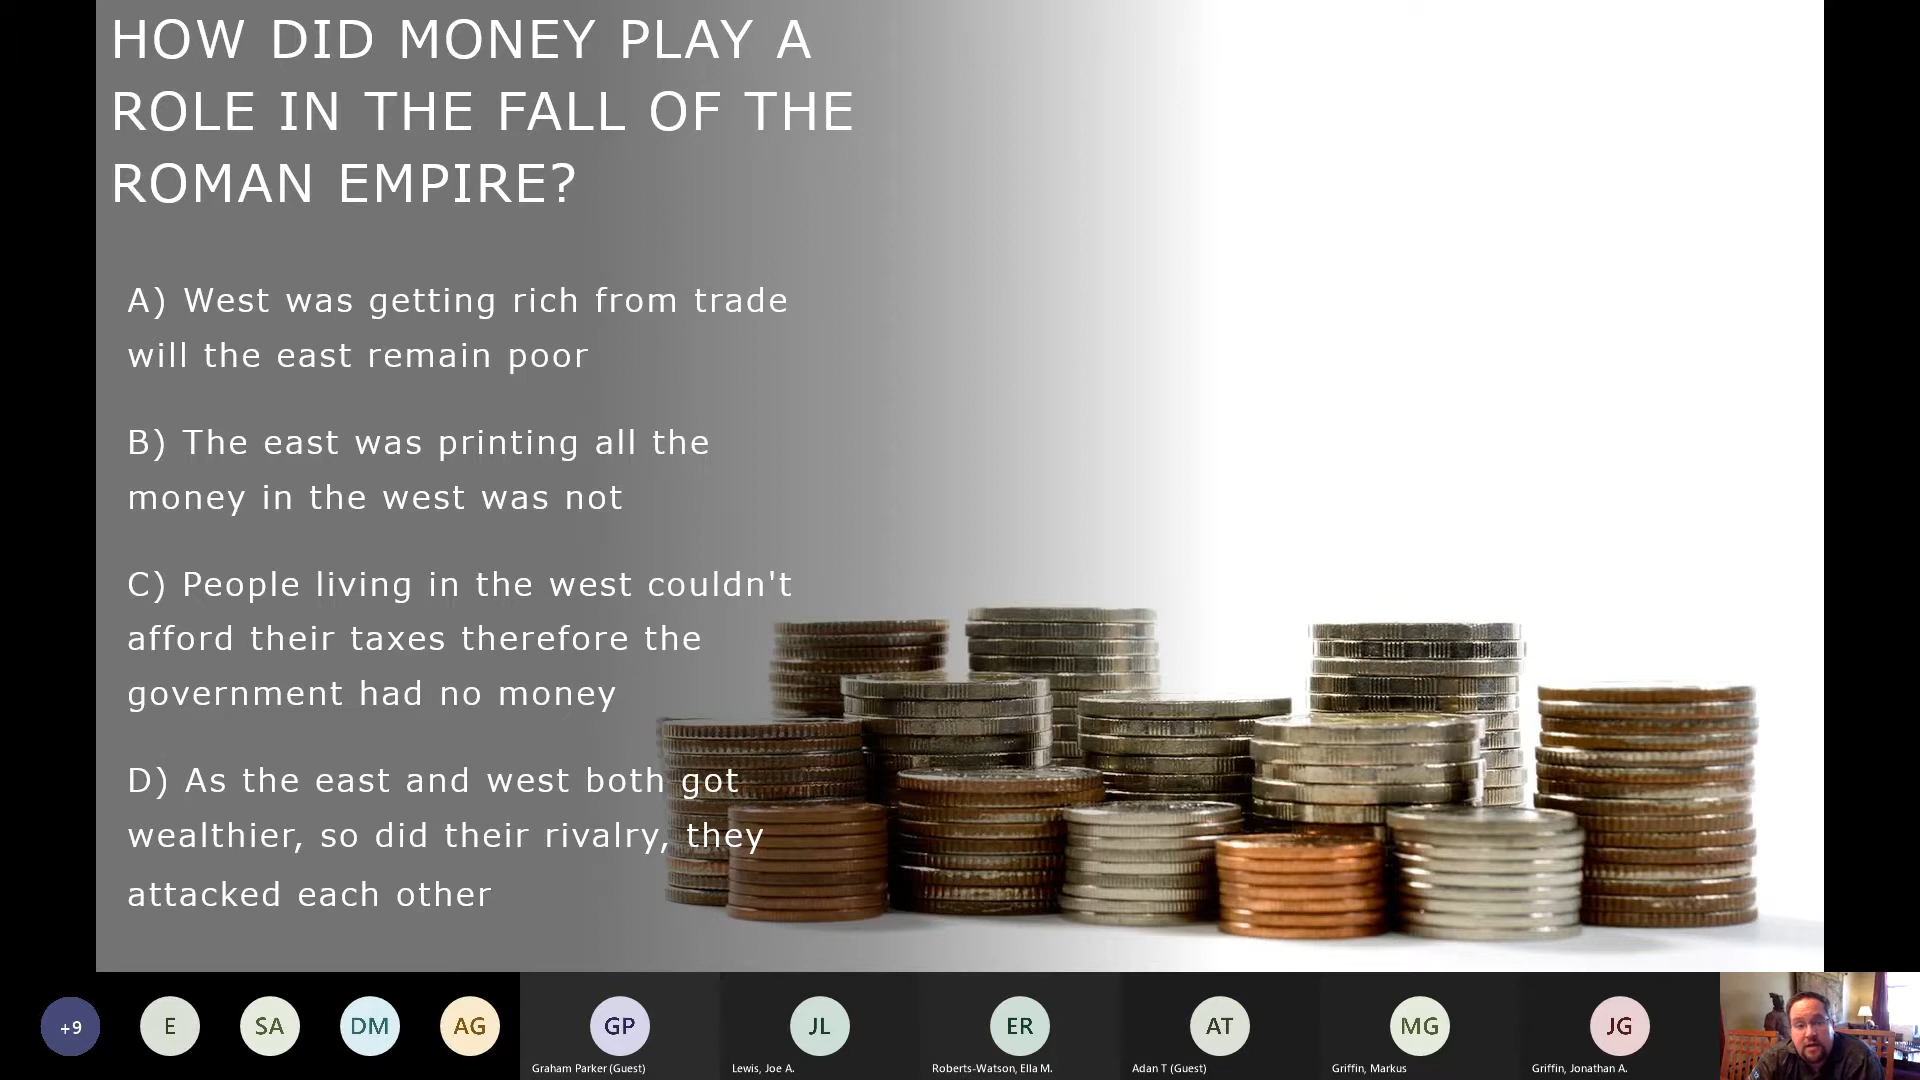 HOW DID MONEY PLAY A
ROLE IN THE FALL OF THE
ROMAN EMPIRE?
A) West was getting rich from trade
will the east remain poor
B) The east was printing all the
money in the west was not
C) People living in the west couldn't
afford their taxes therefore the
government had no money
D) As the east and west both got
wealthier, so did their rivalry, they
attacked each other
+9
E
SA
DM
AG
GP
JL
ER
AT
MG
JG
Graham Parker (Guest)
Lewis, Joe A.
Roberts-Watson, Ella M.
Adan T (Guest)
Griffin, Markus
Griffin, Jonathan A.